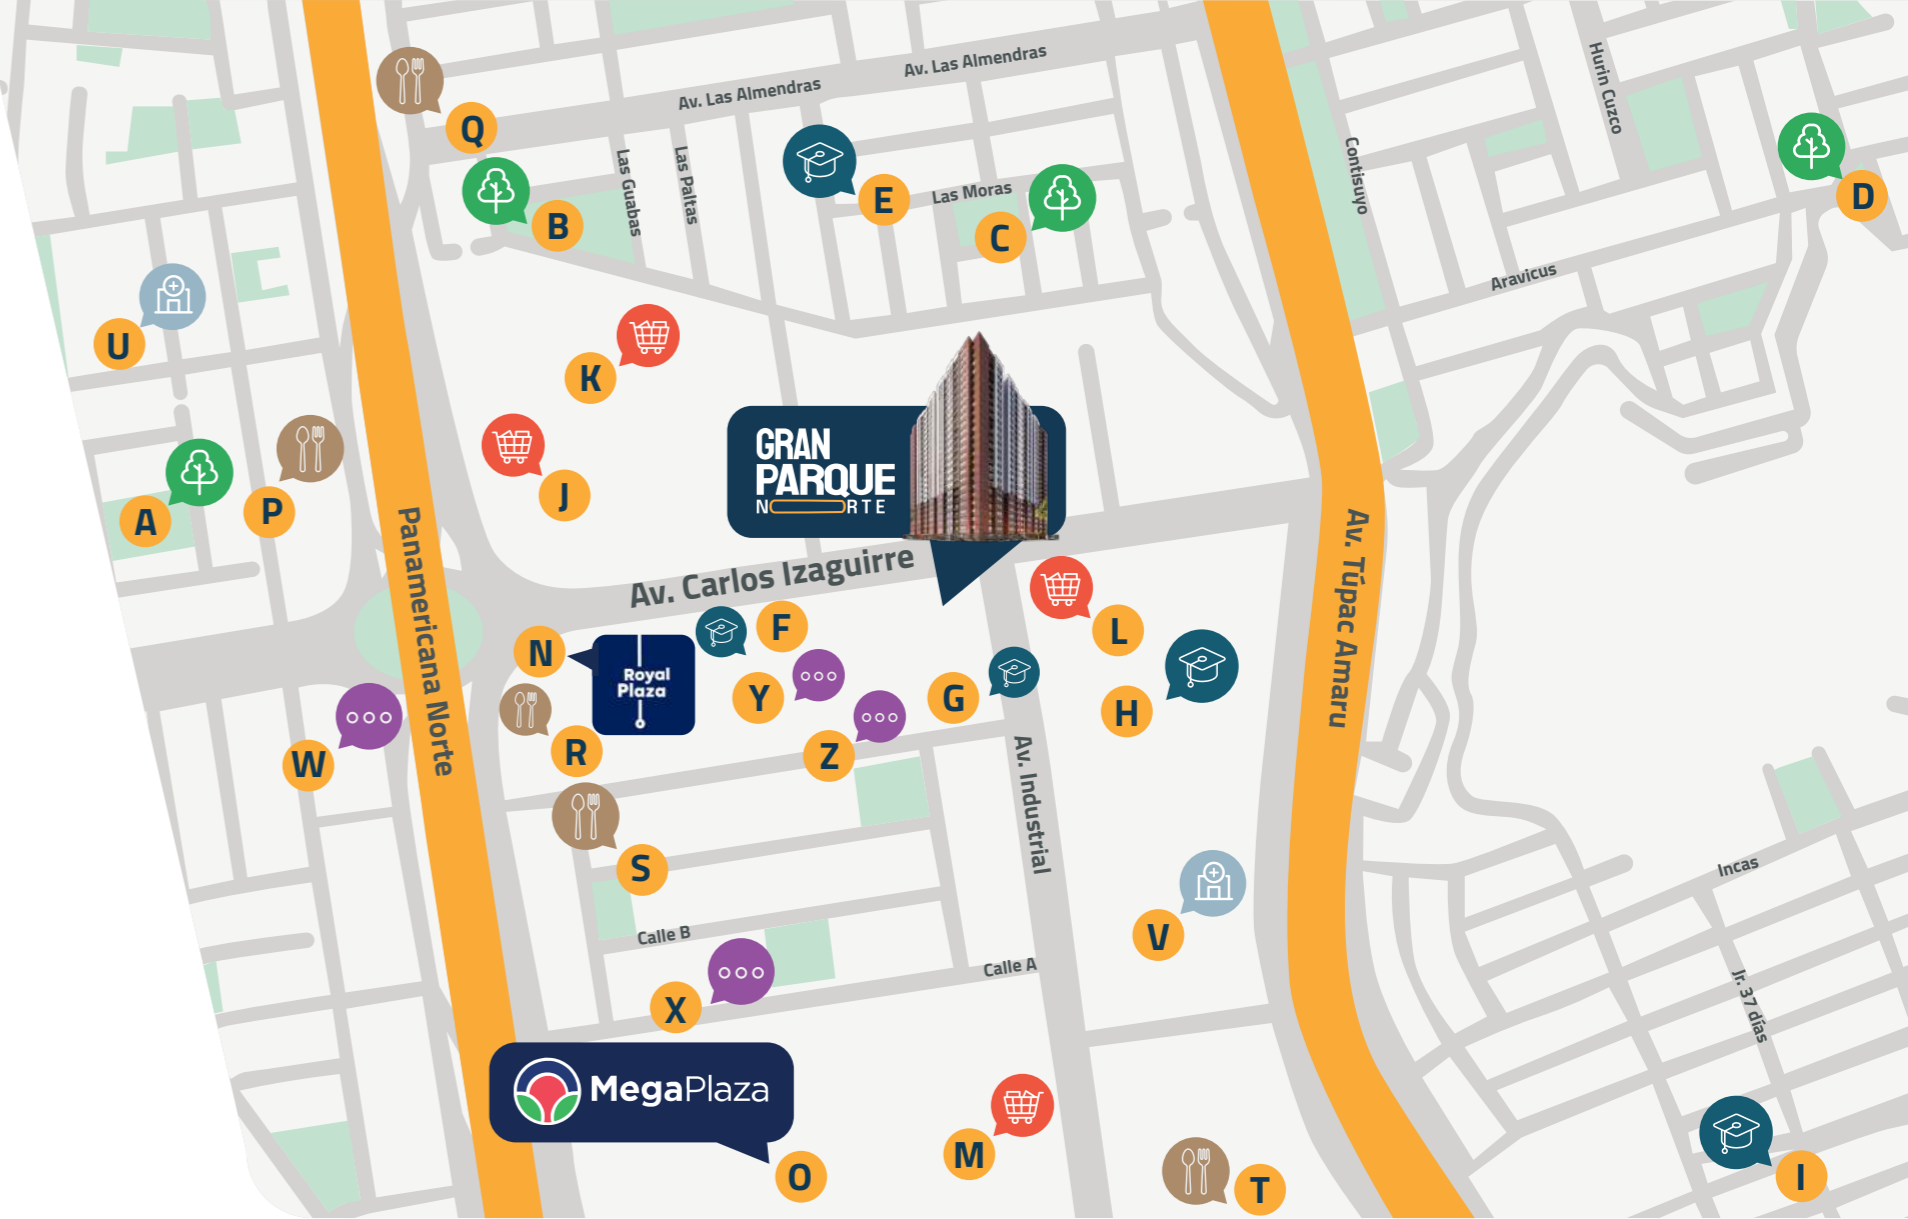 Q
Av. Las Almendras
Av. Las Almendras
Hurin Cuzco
Contisuyo
Las Guabas
Las Paltas
E
Las Moras
B
C
D
Aravicus
U
K
GRAN
PARQUE
NORTE
J
A
P
Panamericana Norte
Av. Carlos Izaguirre
Av. Túpac Amaru
N
Royal
Plaza
F
L
Y
G
H
W
R
Z
Av. Industrial
S
Incas
Calle B
V
Calle A
X
Jr. 37 días
MegaPlaza
M
O
T
I